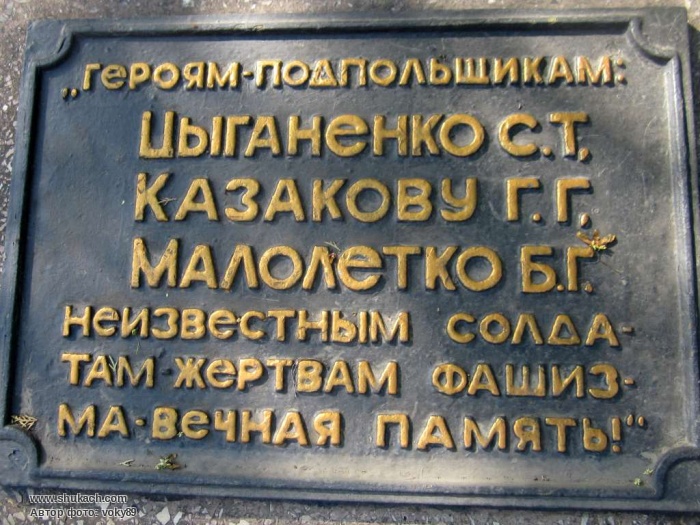 „героям-подпольщикам:
Цыганенко С.Т,
Казакову Г.Г.
Малолетко Б.Г.
неизвестным солда-
там-жертвам фашиз-
ма-вечная память!“
www.shukach.com
Автор фото: voky89